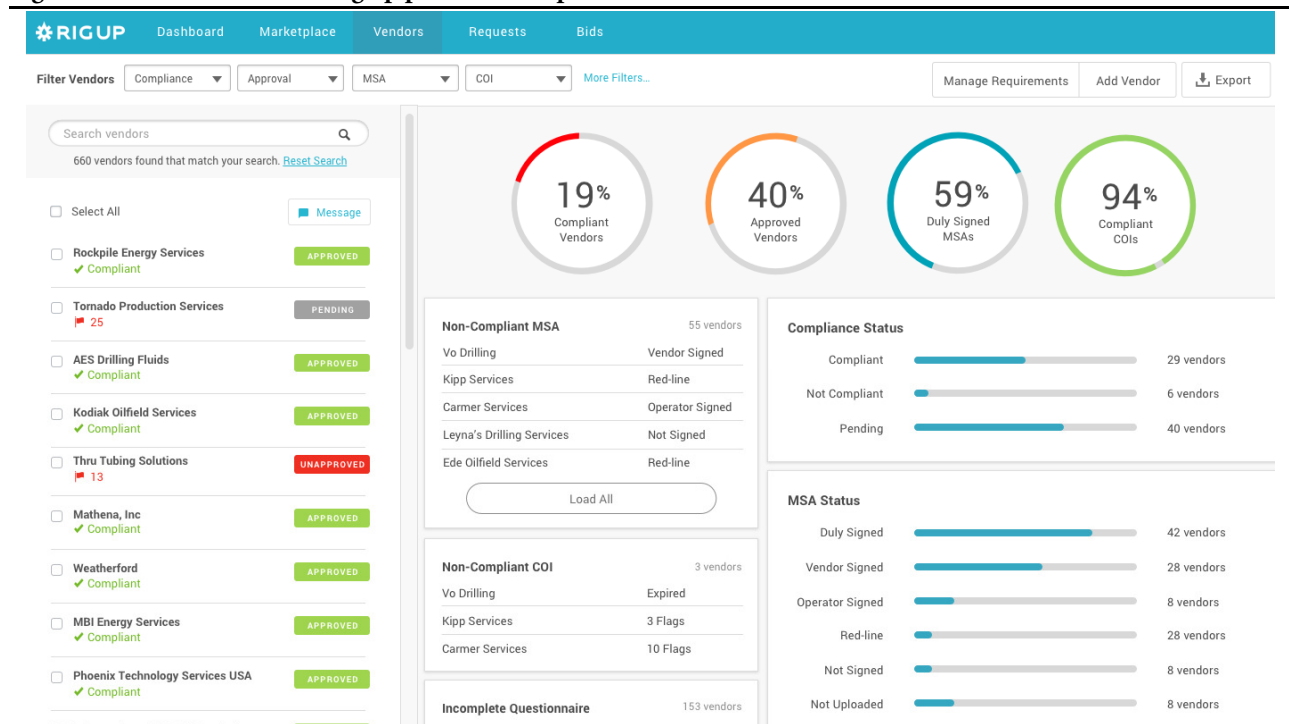 RIGUP Dashboard Marketplace Vendors Requests Bids
Filter Vendors Compliance Approval MSA COI More Filters... Manage Requirements Add Vendor Export
Search vendors
660 vendors found that match your search. Reset Search
Select All Message
Rockpile Energy Services APPROVED
Compliant
Tornado Production Services PENDING
25
AES Drilling Fluids APPROVED
Compliant
Kodiak Oilfield Services APPROVED
Compliant
Thru Tubing Solutions UNAPPROVED
13
Mathena, Inc APPROVED
Compliant
Weatherford APPROVED
Compliant
MBI Energy Services APPROVED
Compliant
Phoenix Technology Services USA APPROVED
Compliant
19%
Compliant
Vendors
40%
Approved
Vendors
59%
Duly Signed
MSAs
94%
Compliant
COIs
Non-Compliant MSA 55 vendors
Vo Drilling Vendor Signed
Kipp Services Red-line
Carmer Services Operator Signed
Leyna's Drilling Services Not Signed
Ede Oilfield Services Red-line
Load All
Non-Compliant COI 3 vendors
Vo Drilling Expired
Kipp Services 3 Flags
Carmer Services 10 Flags
Incomplete Questionnaire 153 vendors
Compliance Status
Compliant 29 vendors
Not Compliant 6 vendors
Pending 40 vendors
MSA Status
Duly Signed 42 vendors
Vendor Signed 28 vendors
Operator Signed 8 vendors
Red-line 28 vendors
Not Signed 8 vendors
Not Uploaded 8 vendors